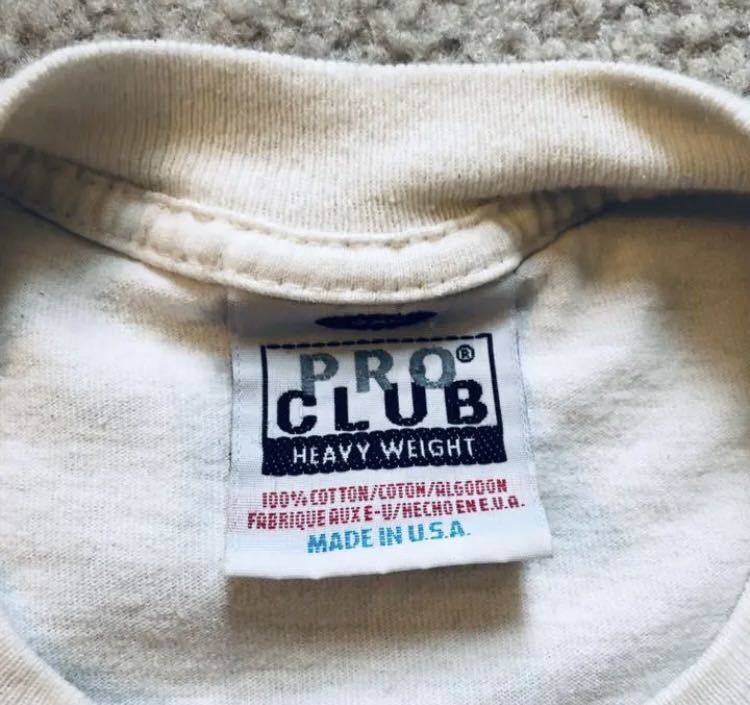 PRO®
CLUB
HEAVY WEIGHT
100% COTTON/COTON/ALGODON
FABRIQUE AUX E-U/HECHO EN E.U.A.
MADE IN U.S.A.